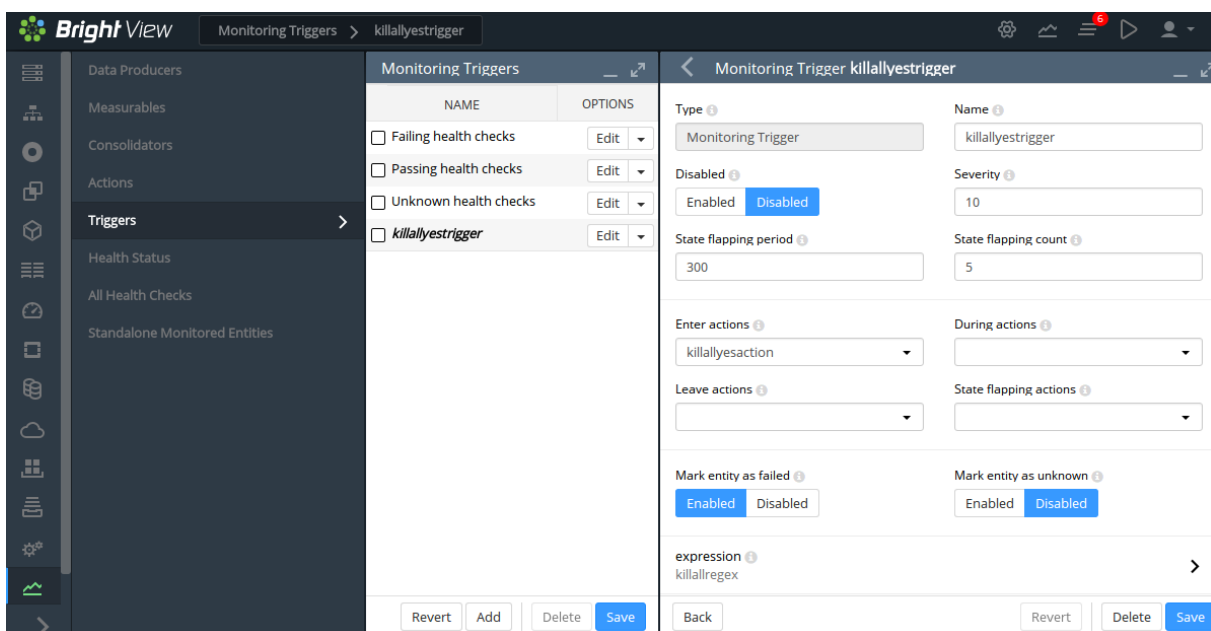 Bright View
Monitoring Triggers > killallyestrigger
6
Data Producers
Measurables
Consolidators
Actions
Triggers
Health Status
All Health Checks
Standalone Monitored Entities
Monitoring Triggers
NAME OPTIONS
Failing health checks Edit
Passing health checks Edit
Unknown health checks Edit
killallyestrigger Edit
Revert Add Delete Save
Monitoring Trigger killallyestrigger
Type Name
Monitoring Trigger killallyestrigger
Disabled Severity
Enabled Disabled 10
State flapping period State flapping count
300 5
Enter actions During actions
killallyesaction
Leave actions State flapping actions
Mark entity as failed Mark entity as unknown
Enabled Disabled Enabled Disabled
expression
killallregex
Back Revert Delete Save